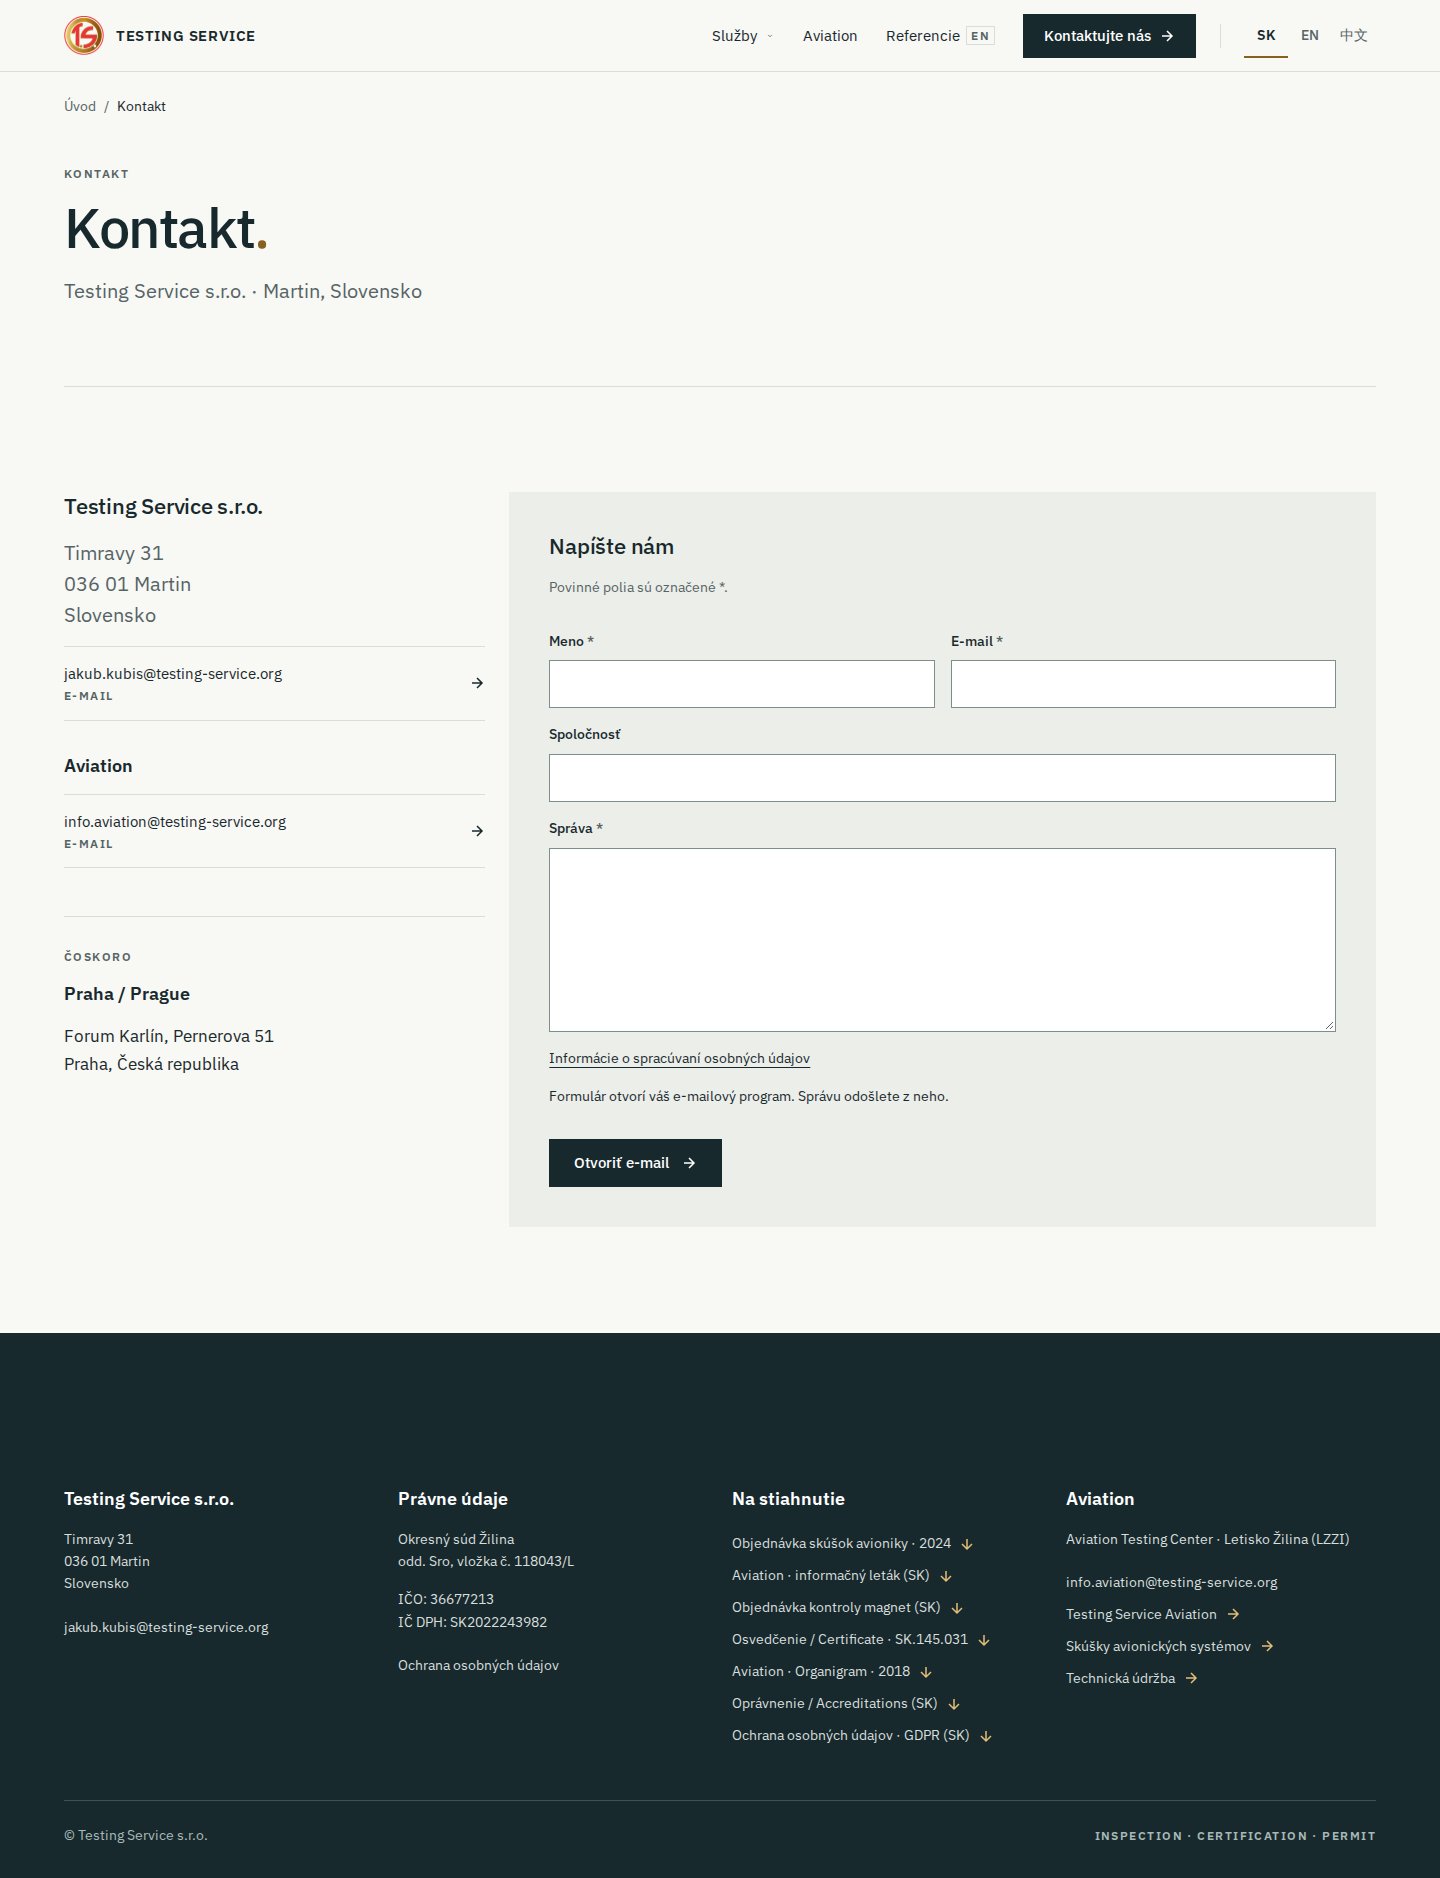 TS TESTING SERVICE
Služby Aviation Referencie EN Kontaktujte nás → SK EN 中文
Úvod / Kontakt
KONTAKT
Kontakt.
Testing Service s.r.o. · Martin, Slovensko
Testing Service s.r.o.
Timravy 31
036 01 Martin
Slovensko
jakub.kubis@testing-service.org →
E-MAIL
Aviation
info.aviation@testing-service.org →
E-MAIL
ČOSKORO
Praha / Prague
Forum Karlín, Pernerova 51
Praha, Česká republika
Napíšte nám
Povinné polia sú označené *.
Meno * E-mail *
Spoločnosť
Správa *
Informácie o spracúvaní osobných údajov
Formulár otvorí váš e-mailový program. Správu odošlete z neho.
Otvoriť e-mail →
Testing Service s.r.o.
Timravy 31
036 01 Martin
Slovensko
jakub.kubis@testing-service.org
Právne údaje
Okresný súd Žilina
odd. Sro, vložka č. 118043/L
IČO: 36677213
IČ DPH: SK2022243982
Ochrana osobných údajov
Na stiahnutie
Objednávka skúšok avioniky · 2024 ↓
Aviation · informačný leták (SK) ↓
Objednávka kontroly magnet (SK) ↓
Osvedčenie / Certificate · SK.145.031 ↓
Aviation · Organigram · 2018 ↓
Oprávnenie / Accreditations (SK) ↓
Ochrana osobných údajov · GDPR (SK) ↓
Aviation
Aviation Testing Center · Letisko Žilina (LZZI)
info.aviation@testing-service.org
Testing Service Aviation →
Skúšky avionických systémov →
Technická údržba →
© Testing Service s.r.o.
INSPECTION · CERTIFICATION · PERMIT